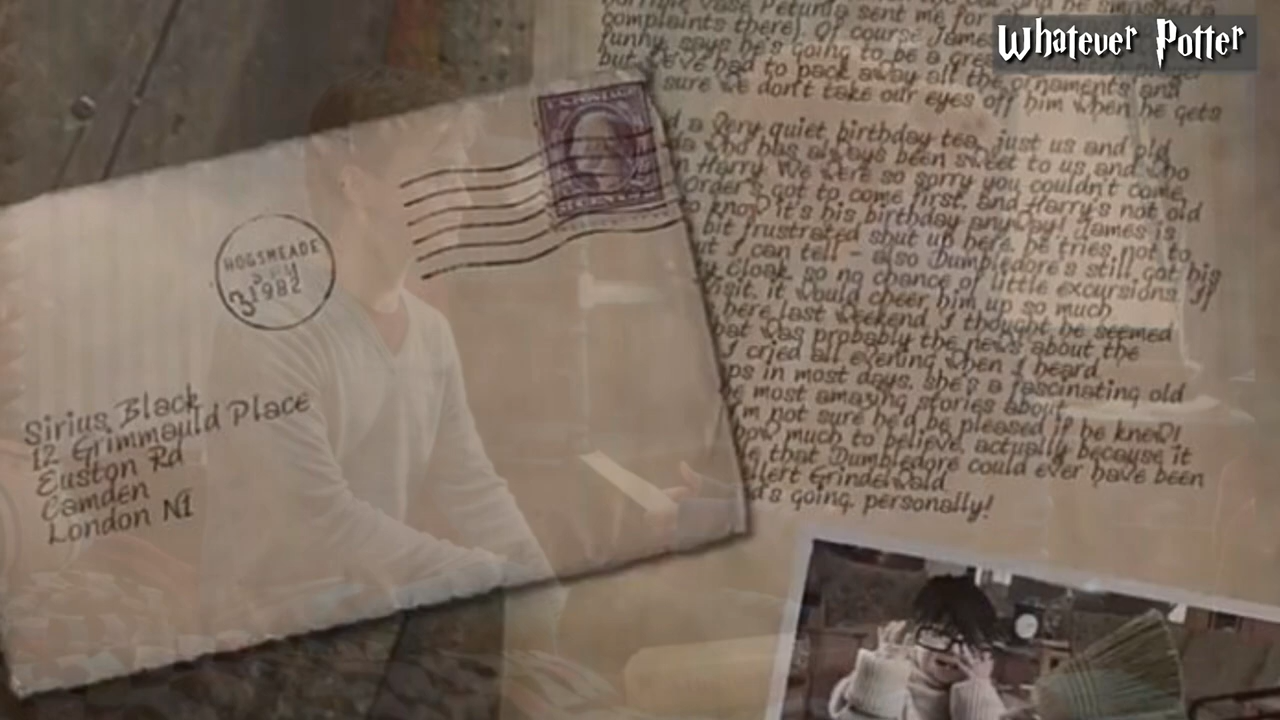 Whatever Potter
U.S. POSTAGE
HOGSMEADE
31
1982
Sirius Black
12 Grimmauld Place
Euston Rd
Camden
London N1
horrible vase Petunia sent me for
complaints there). Of course James
funny, says he's going to be a great
but we've had to pack away all the ornaments and
sure we don't take our eyes off him when he gets
a very quiet birthday tea, just us and old
who has always been sweet to us, and who
Harry. We were so sorry you couldn't come,
Order's got to come first, and Harry's not old
know it's his birthday anyway! James is
bit frustrated shut up here, he tries not to
I can tell - also Dumbledore's still got his
cloak, so no chance of little excursions. If
visit, it would cheer him up so much
here last weekend, I thought he seemed
was probably the news about the
I cried all evening when I heard.
in most days, she's a fascinating old
most amazing stories about
I'm not sure he'd be pleased if he knew!
how much to believe, actually because it
that Dumbledore could ever have been
Grindelwald
going, personally!